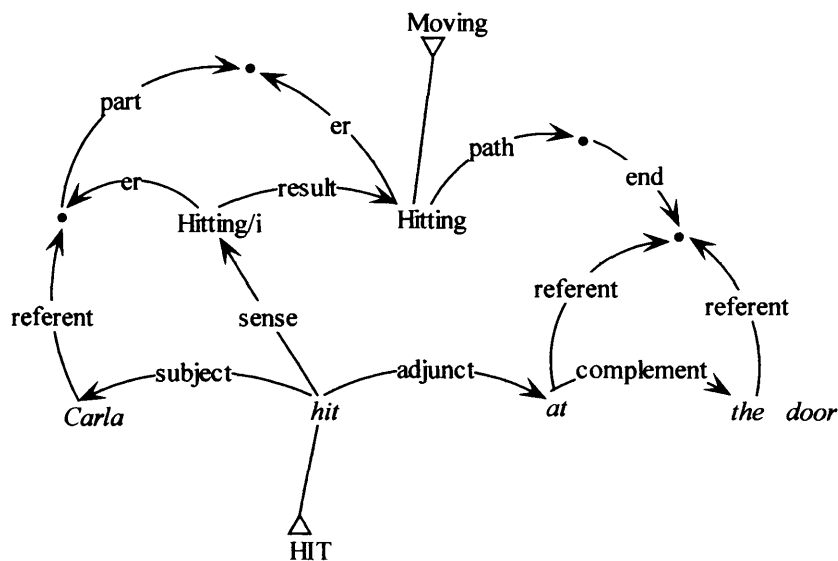 Moving
part
er
path
er
result
end
Hitting/i
Hitting
referent
sense
referent
referent
subject
adjunct
complement
Carla
hit
at
the door
HIT